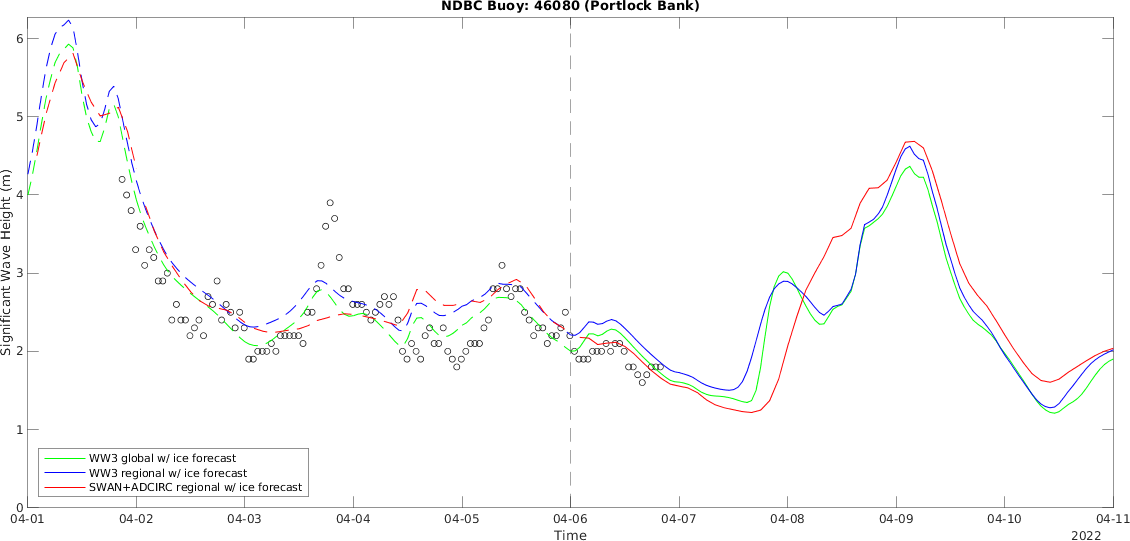 NDBC Buoy: 46080 (Portlock Bank)
Significant Wave Height (m)
6
5
4
3
2
1
0
WW3 global w/ ice forecast
WW3 regional w/ ice forecast
SWAN+ADCIRC regional w/ ice forecast
04-01 04-02 04-03 04-04 04-05 04-06 04-07 04-08 04-09 04-10 04-11
Time
2022